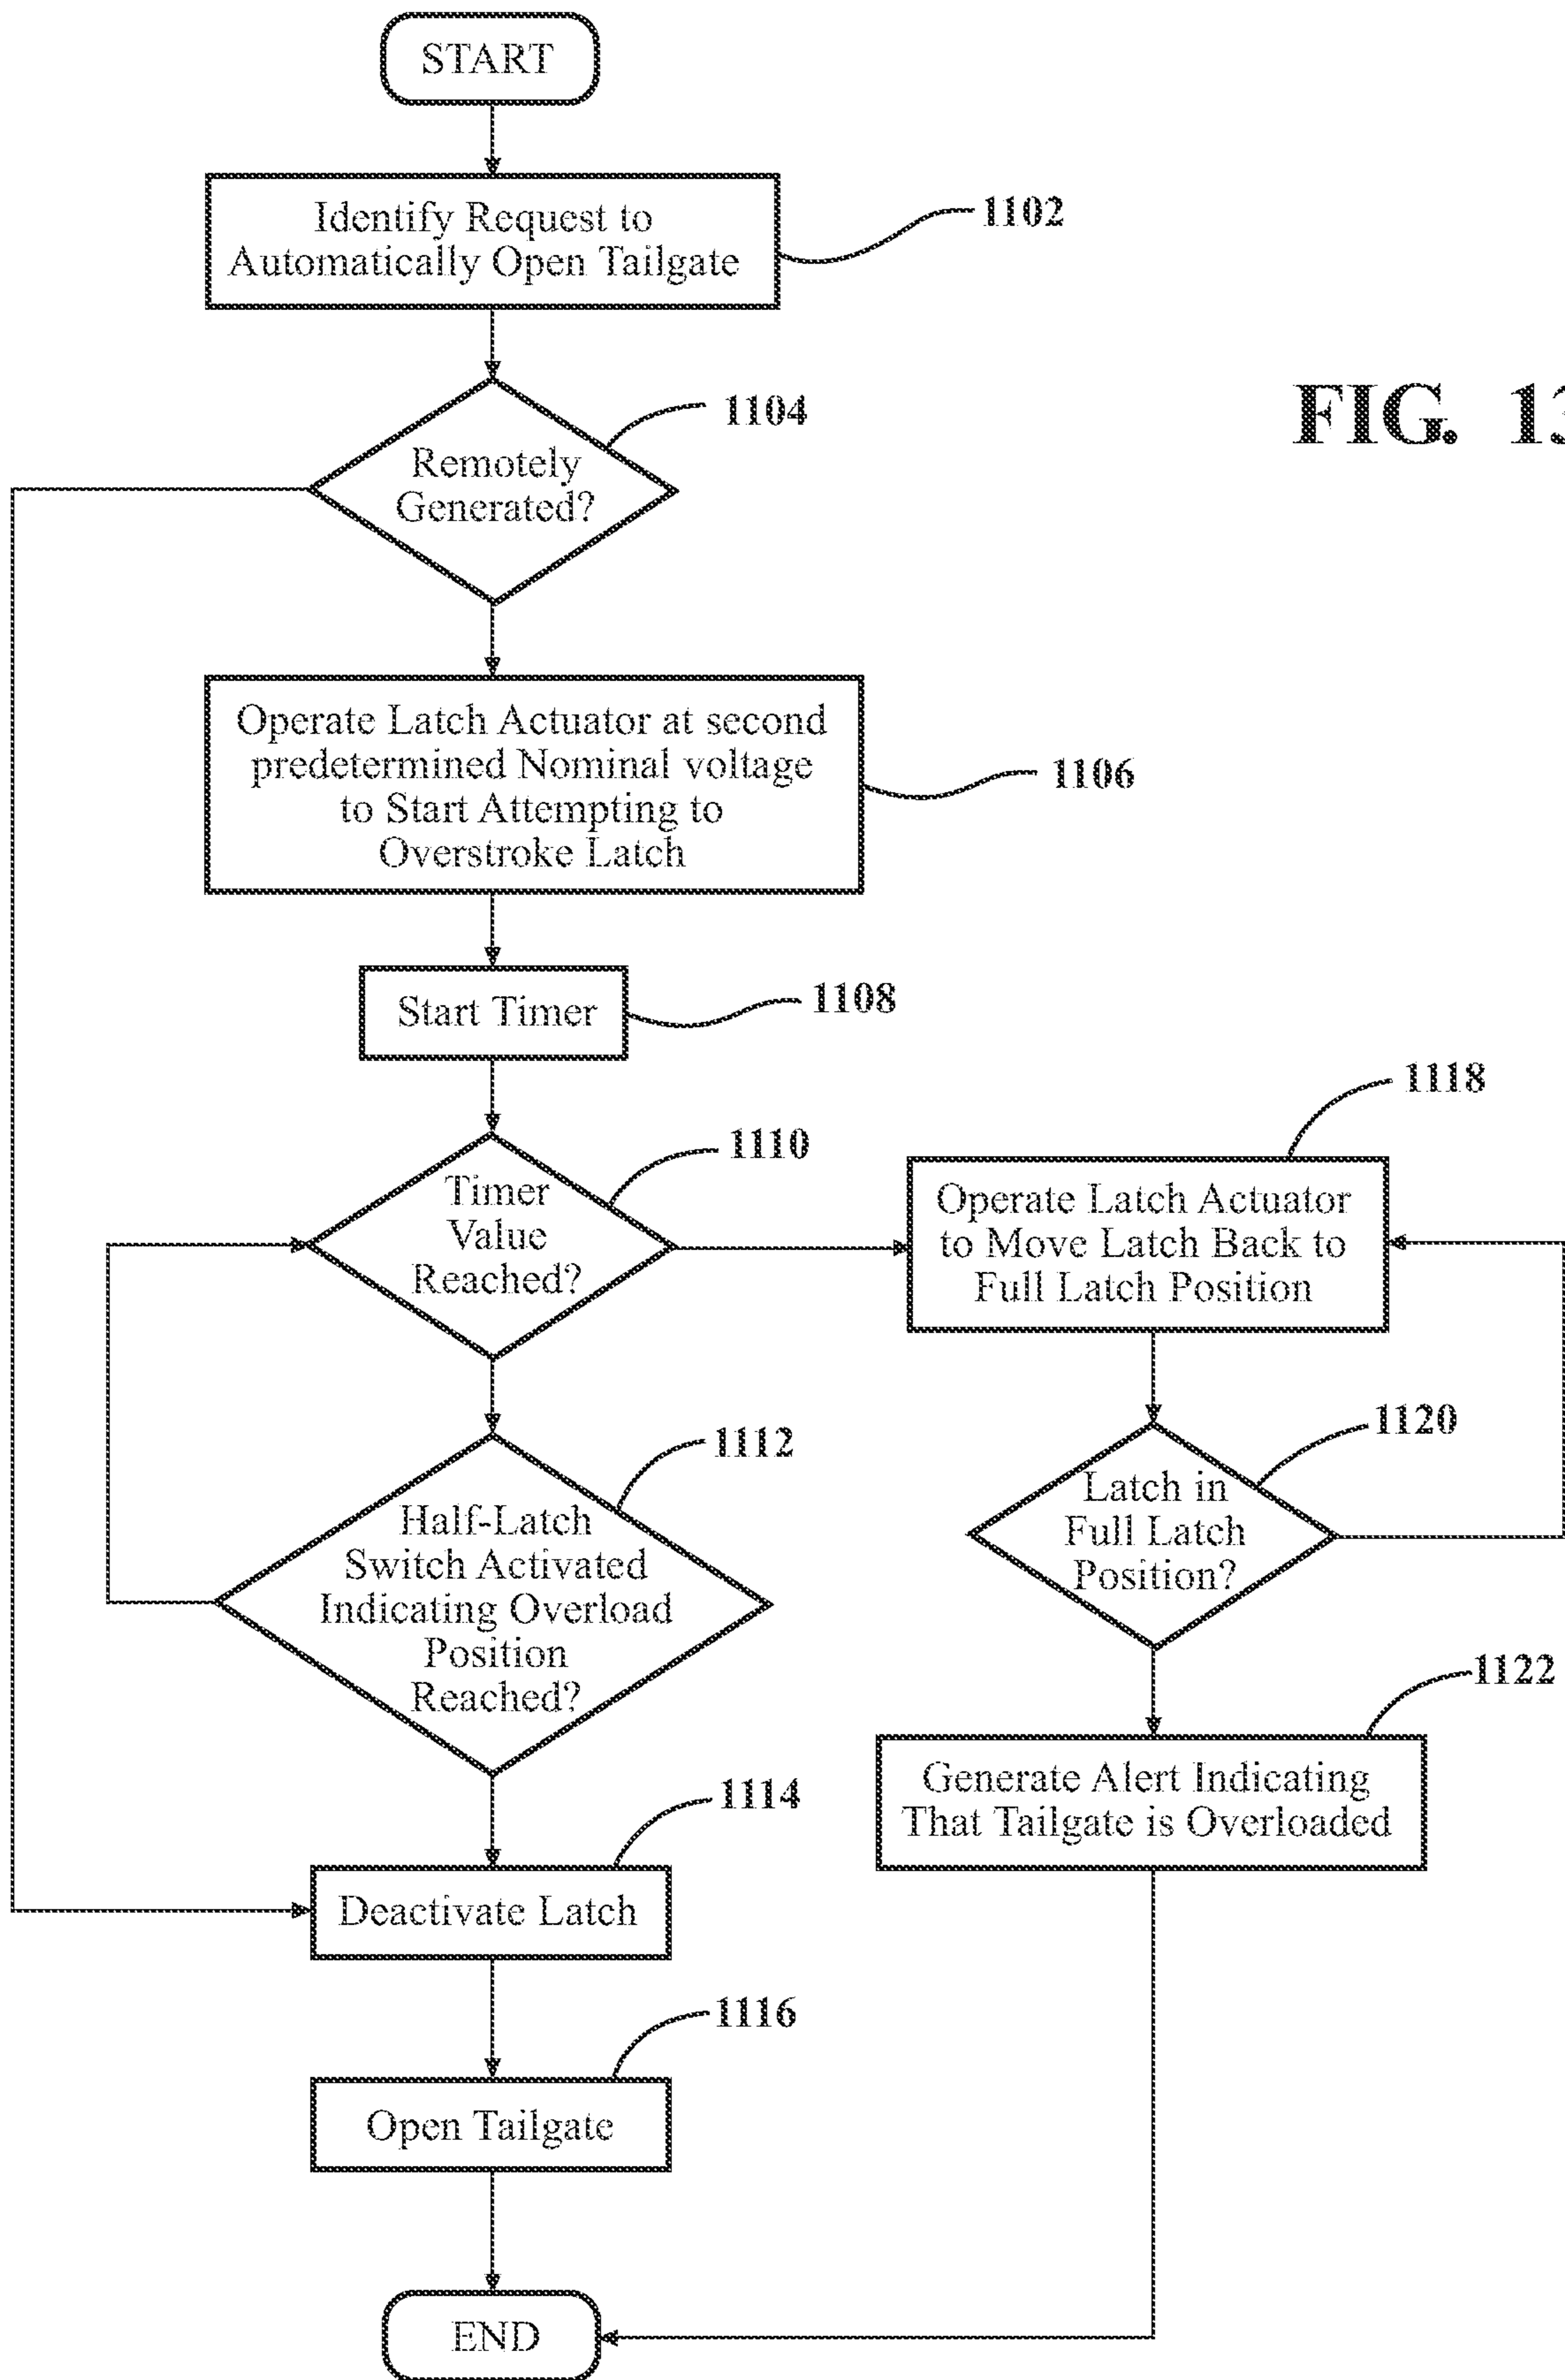 START
Identify Request to
Automatically Open Tailgate
1102
FIG. 13
1104
Remotely
Generated?
Operate Latch Actuator at second
predetermined Nominal voltage
to Start Attempting to
Overstroke Latch
1106
Start Timer
1108
1110
Timer
Value
Reached?
1118
Operate Latch Actuator
to Move Latch Back to
Full Latch Position
1112
Half-Latch
Switch Activated
Indicating Overload
Position
Reached?
1120
Latch in
Full Latch
Position?
1122
Generate Alert Indicating
That Tailgate is Overloaded
1114
Deactivate Latch
1116
Open Tailgate
END